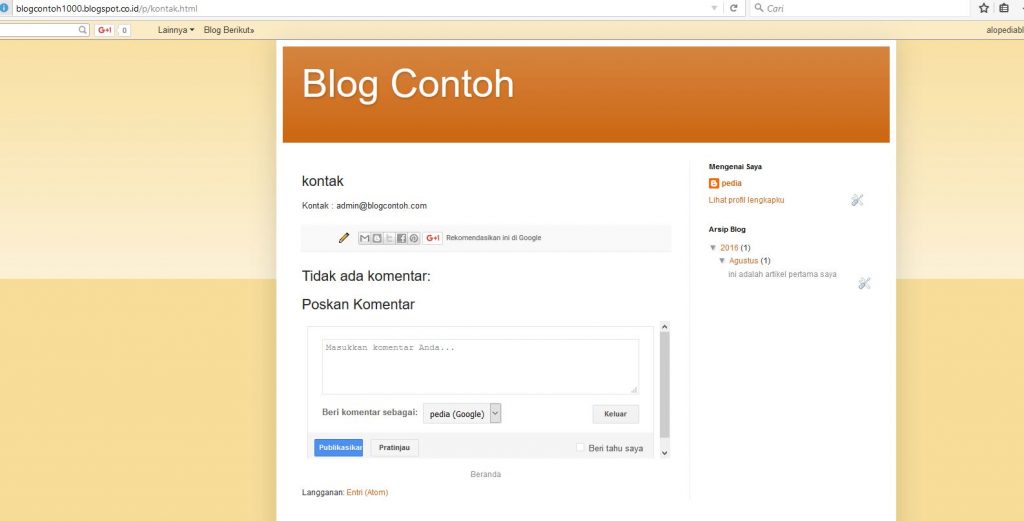 blogcontoh1000.blogspot.co.id/p/kontak.html
Cari
G+1 0 Lainnya Blog Berikut» alopediabl
Blog Contoh
kontak
Kontak : admin@blogcontoh.com
G+1 Rekomendasikan ini di Google
Tidak ada komentar:
Poskan Komentar
Masukkan komentar Anda...
Beri komentar sebagai: pedia (Google) Keluar
Publikasikan Pratinjau Beri tahu saya
Beranda
Langganan: Entri (Atom)
Mengenai Saya
pedia
Lihat profil lengkapku
Arsip Blog
▼ 2016 (1)
▼ Agustus (1)
ini adalah artikel pertama saya